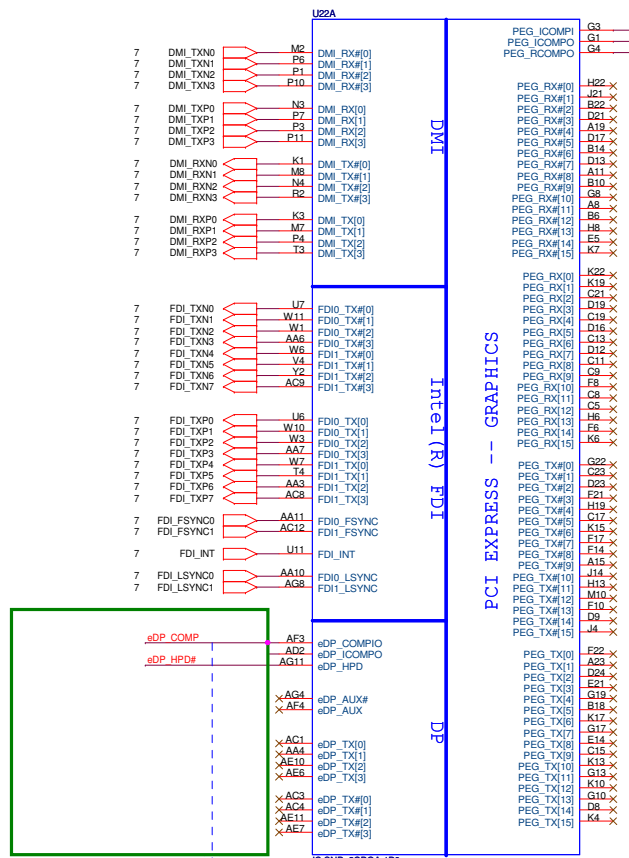 U22A
7 DMI_TXN0 M2 DMI_RX#[0]
7 DMI_TXN1 P6 DMI_RX#[1]
7 DMI_TXN2 P1 DMI_RX#[2]
7 DMI_TXN3 P10 DMI_RX#[3]
7 DMI_TXP0 N3 DMI_RX[0]
7 DMI_TXP1 P7 DMI_RX[1]
7 DMI_TXP2 P3 DMI_RX[2]
7 DMI_TXP3 P11 DMI_RX[3]
7 DMI_RXN0 K1 DMI_TX#[0]
7 DMI_RXN1 M8 DMI_TX#[1]
7 DMI_RXN2 N4 DMI_TX#[2]
7 DMI_RXN3 R2 DMI_TX#[3]
7 DMI_RXP0 K3 DMI_TX[0]
7 DMI_RXP1 M7 DMI_TX[1]
7 DMI_RXP2 P4 DMI_TX[2]
7 DMI_RXP3 T3 DMI_TX[3]
DMI
7 FDI_TXN0 U7 FDI0_TX#[0]
7 FDI_TXN1 W11 FDI0_TX#[1]
7 FDI_TXN2 W1 FDI0_TX#[2]
7 FDI_TXN3 AA6 FDI0_TX#[3]
7 FDI_TXN4 W6 FDI1_TX#[0]
7 FDI_TXN5 V4 FDI1_TX#[1]
7 FDI_TXN6 Y2 FDI1_TX#[2]
7 FDI_TXN7 AC9 FDI1_TX#[3]
7 FDI_TXP0 U6 FDI0_TX[0]
7 FDI_TXP1 W10 FDI0_TX[1]
7 FDI_TXP2 W3 FDI0_TX[2]
7 FDI_TXP3 AA7 FDI0_TX[3]
7 FDI_TXP4 W7 FDI1_TX[0]
7 FDI_TXP5 T4 FDI1_TX[1]
7 FDI_TXP6 AA3 FDI1_TX[2]
7 FDI_TXP7 AC8 FDI1_TX[3]
7 FDI_FSYNC0 AA11 FDI0_FSYNC
7 FDI_FSYNC1 AC12 FDI1_FSYNC
7 FDI_INT U11 FDI_INT
7 FDI_LSYNC0 AA10 FDI0_LSYNC
7 FDI_LSYNC1 AG8 FDI1_LSYNC
Intel(R) FDI
eDP_COMP AF3 eDP_COMPIO
AD2 eDP_ICOMPO
eDP_HPD# AG11 eDP_HPD
AG4 eDP_AUX#
AF4 eDP_AUX
AC1 eDP_TX[0]
AA4 eDP_TX[1]
AE10 eDP_TX[2]
AE6 eDP_TX[3]
AC3 eDP_TX#[0]
AC4 eDP_TX#[1]
AE11 eDP_TX#[2]
AE7 eDP_TX#[3]
DP
PCI EXPRESS -- GRAPHICS
PEG_ICOMPI G3
PEG_ICOMPO G1
PEG_RCOMPO G4
PEG_RX#[0] H22
PEG_RX#[1] J21
PEG_RX#[2] B22
PEG_RX#[3] D21
PEG_RX#[4] A19
PEG_RX#[5] D17
PEG_RX#[6] B14
PEG_RX#[7] D13
PEG_RX#[8] A11
PEG_RX#[9] B10
PEG_RX#[10] G8
PEG_RX#[11] A8
PEG_RX#[12] B6
PEG_RX#[13] H8
PEG_RX#[14] E5
PEG_RX#[15] K7
PEG_RX[0] K22
PEG_RX[1] K19
PEG_RX[2] C21
PEG_RX[3] D19
PEG_RX[4] C19
PEG_RX[5] D16
PEG_RX[6] C13
PEG_RX[7] D12
PEG_RX[8] C11
PEG_RX[9] C9
PEG_RX[10] F8
PEG_RX[11] C8
PEG_RX[12] C5
PEG_RX[13] H6
PEG_RX[14] F6
PEG_RX[15] K6
PEG_TX#[0] G22
PEG_TX#[1] C23
PEG_TX#[2] D23
PEG_TX#[3] F21
PEG_TX#[4] H19
PEG_TX#[5] C17
PEG_TX#[6] K15
PEG_TX#[7] F17
PEG_TX#[8] F14
PEG_TX#[9] A15
PEG_TX#[10] J14
PEG_TX#[11] H13
PEG_TX#[12] M10
PEG_TX#[13] F10
PEG_TX#[14] D9
PEG_TX#[15] J4
PEG_TX[0] F22
PEG_TX[1] A23
PEG_TX[2] D24
PEG_TX[3] E21
PEG_TX[4] G19
PEG_TX[5] B18
PEG_TX[6] K17
PEG_TX[7] G17
PEG_TX[8] E14
PEG_TX[9] C15
PEG_TX[10] K13
PEG_TX[11] G13
PEG_TX[12] K10
PEG_TX[13] G10
PEG_TX[14] D8
PEG_TX[15] K4